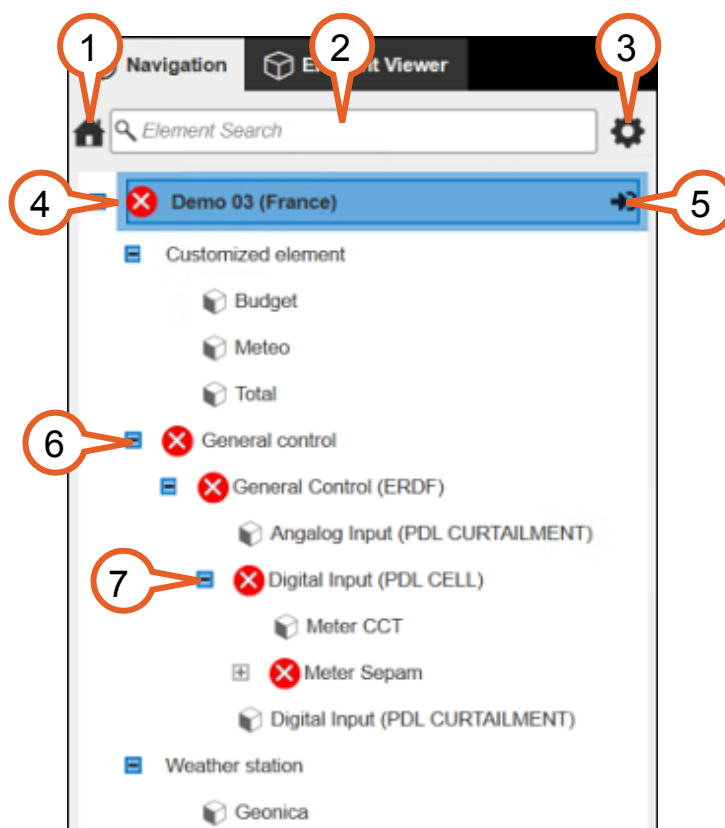 1 2 3
Navigation Viewer
Element Search
4 Demo 03 (France) 5
Customized element
Budget
Meteo
Total
6 General control
General Control (ERDF)
Angalog Input (PDL CURTAILMENT)
7 Digital Input (PDL CELL)
Meter CCT
Meter Sepam
Digital Input (PDL CURTAILMENT)
Weather station
Geonica